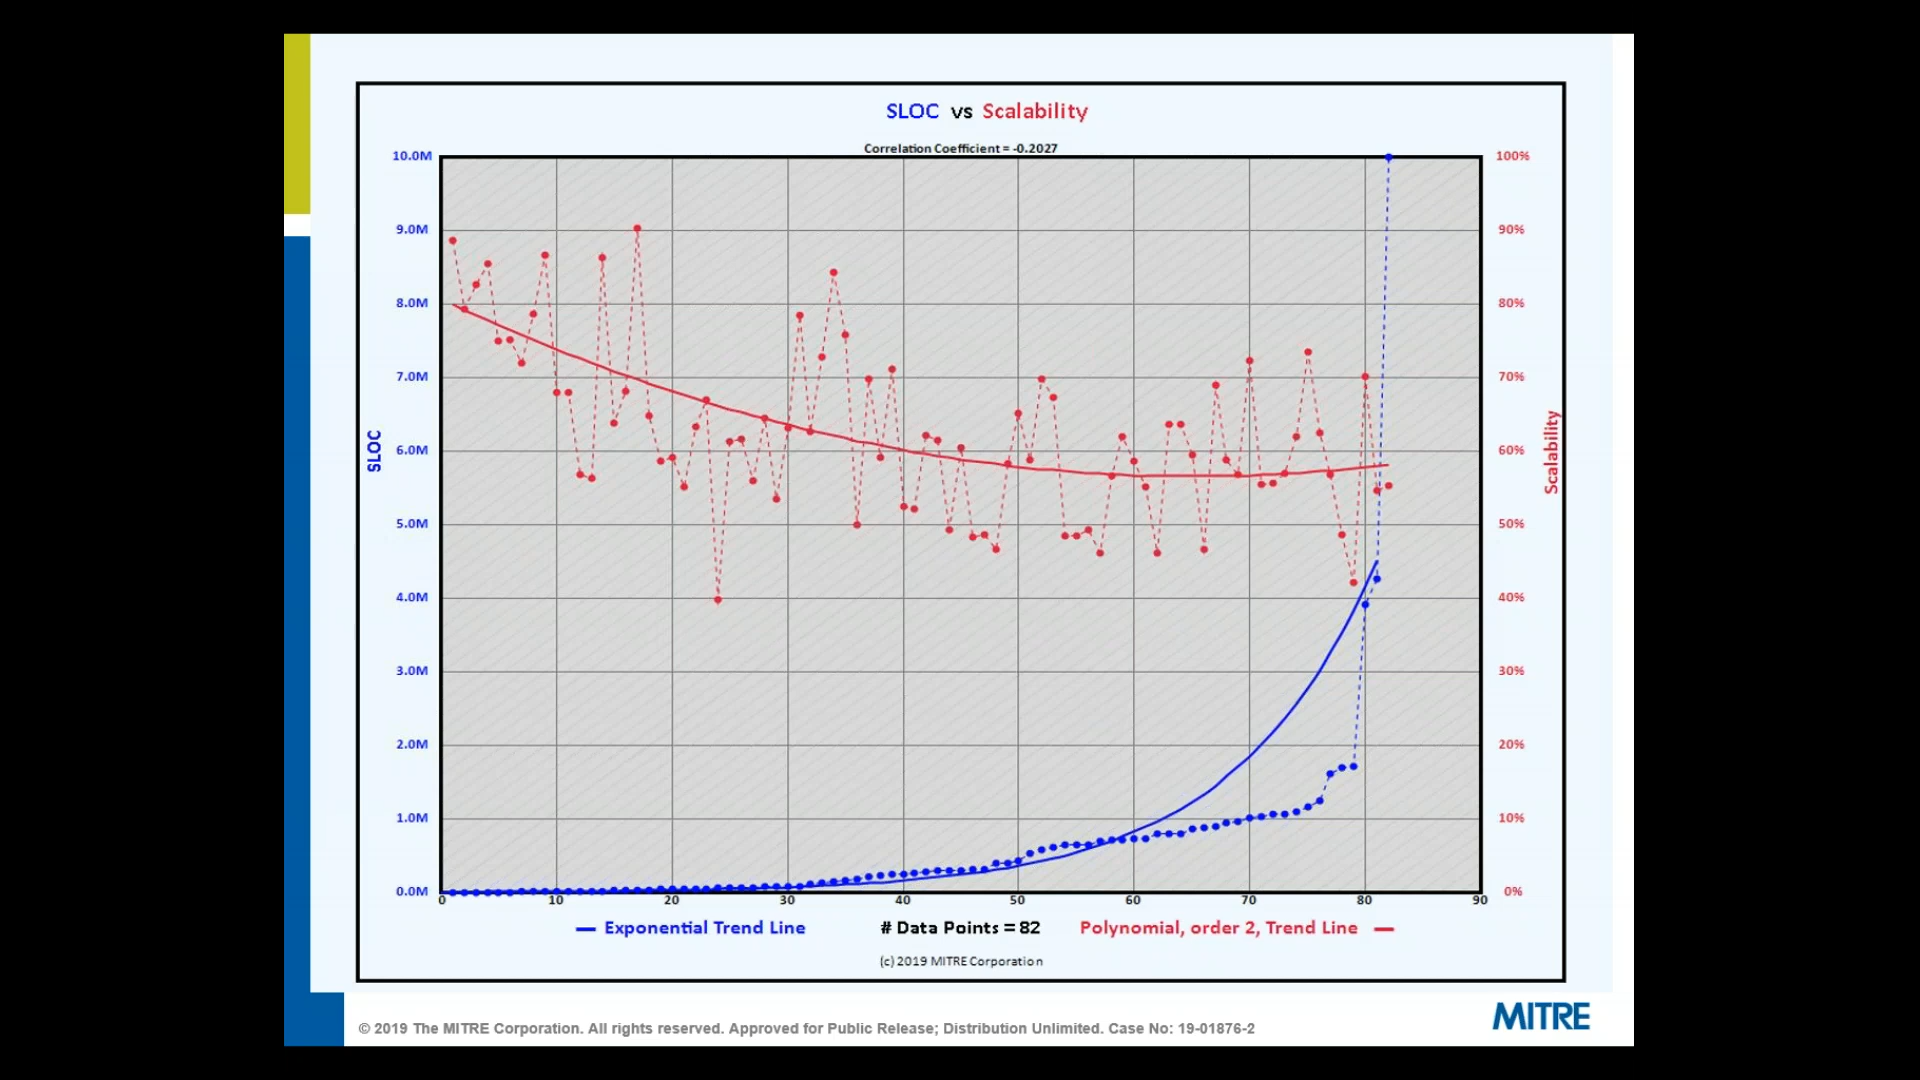 SLOC vs Scalability
Correlation Coefficient = -0.2027
10.0M
9.0M
8.0M
7.0M
6.0M
5.0M
4.0M
3.0M
2.0M
1.0M
0.0M
SLOC
100%
90%
80%
70%
60%
50%
40%
30%
20%
10%
0%
Scalability
0 10 20 30 40 50 60 70 80 90
Exponential Trend Line # Data Points = 82 Polynomial, order 2, Trend Line
(c) 2019 MITRE Corporation
© 2019 The MITRE Corporation. All rights reserved. Approved for Public Release; Distribution Unlimited. Case No: 19-01876-2
MITRE